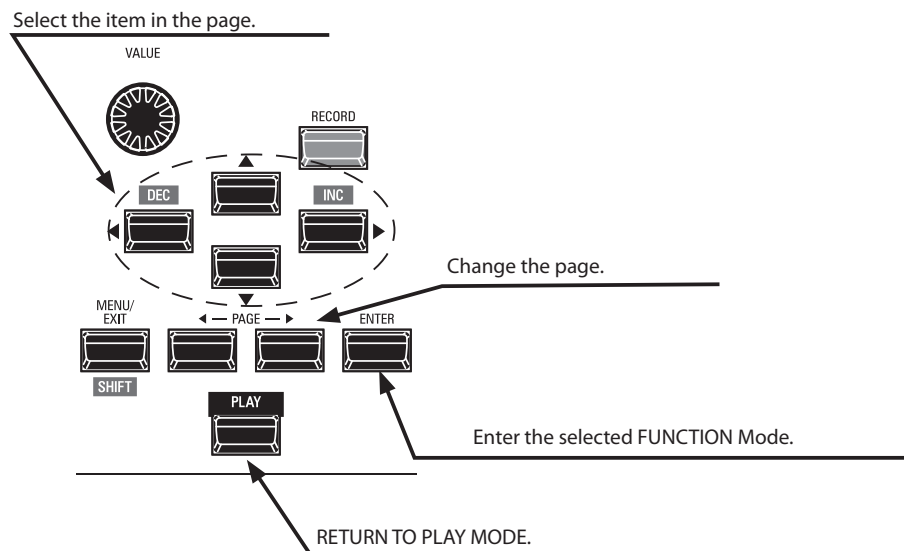 Select the item in the page.
VALUE
RECORD
DEC
INC
Change the page.
MENU/
EXIT
◀ — PAGE — ▶
ENTER
SHIFT
PLAY
Enter the selected FUNCTION Mode.
RETURN TO PLAY MODE.